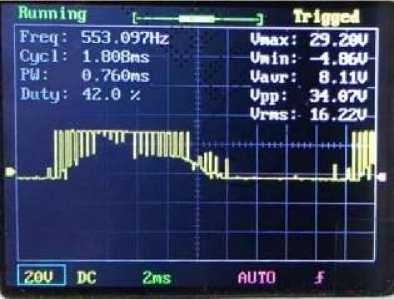 Running Trigged
Freq: 553.097Hz Vmax: 29.20V
Cycl: 1.808ms Vmin: -4.86V
PW: 0.760ms Vavr: 8.11V
Duty: 42.0 % Vpp: 34.07V
Vrms: 16.22V
20V DC 2ms AUTO